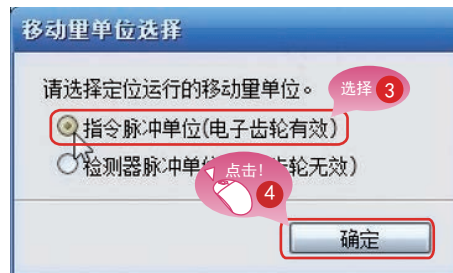 移动里单位选择
请选择定位运行的移动量单位。
选择 3
指令脉冲单位(电子齿轮有效)
检测器脉冲单
齿轮无效)
点击!
4
确定